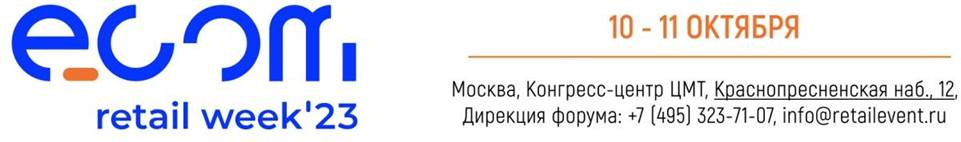 e-com
retail week'23
10 - 11 ОКТЯБРЯ
Москва, Конгресс-центр ЦМТ, Краснопресненская наб., 12,
Дирекция форума: +7 (495) 323-71-07, info@retailevent.ru